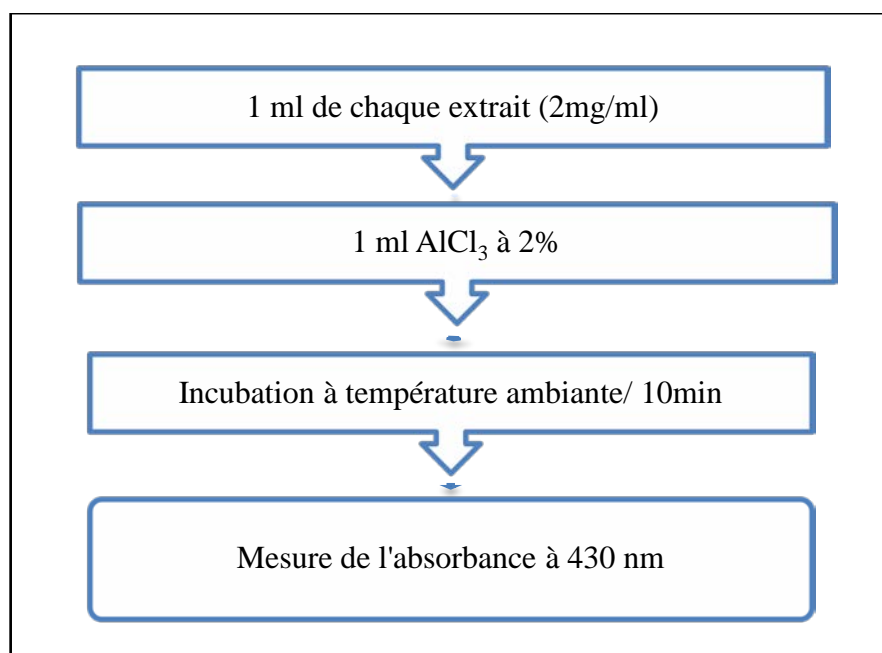 1 ml de chaque extrait (2mg/ml)
1 ml AlCl₃ à 2%
Incubation à température ambiante/ 10min
Mesure de l'absorbance à 430 nm